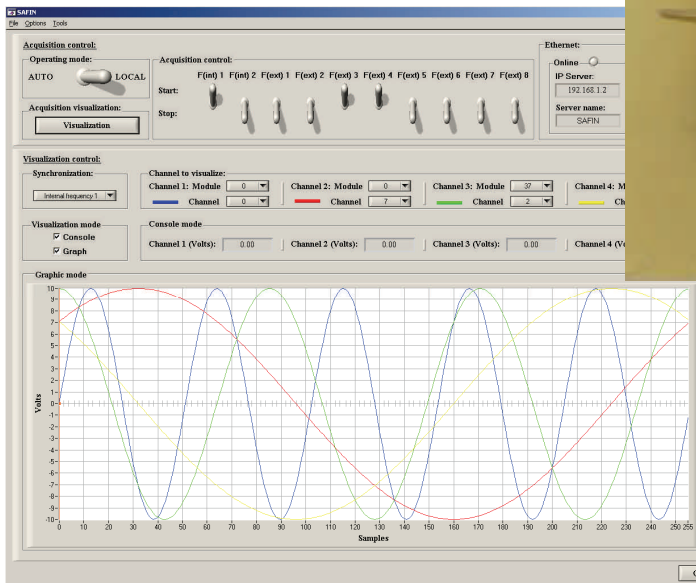 SAFIN
File Options Tools
Acquisition control:
Operating mode:
AUTO LOCAL
Acquisition visualization:
Visualization
Acquisition control:
F(int) 1 F(int) 2 F(ext) 1 F(ext) 2 F(ext) 3 F(ext) 4 F(ext) 5 F(ext) 6 F(ext) 7 F(ext) 8
Start:
Stop:
Ethernet:
Online
IP Server:
192.168.1.2
Server name:
SAFIN
Visualization control:
Synchronization:
Internal frequency 1
Channel to visualize:
Channel 1: Module 0 Channel 2: Module 0 Channel 3: Module 37 Channel 4: M
Channel 0 Channel 7 Channel 2 Ch
Visualization mode
Console
Graph
Console mode
Channel 1 (Volts): 0.00 Channel 2 (Volts): 0.00 Channel 3 (Volts): 0.00 Channel 4 (Vo
Graphic mode
Volts
10
9
8
7
6
5
4
3
2
1
0
-1
-2
-3
-4
-5
-6
-7
-8
-9
-10
0 10 20 30 40 50 60 70 80 90 100 110 120 130 140 150 160 170 180 190 200 210 220 230 240 250 255
Samples